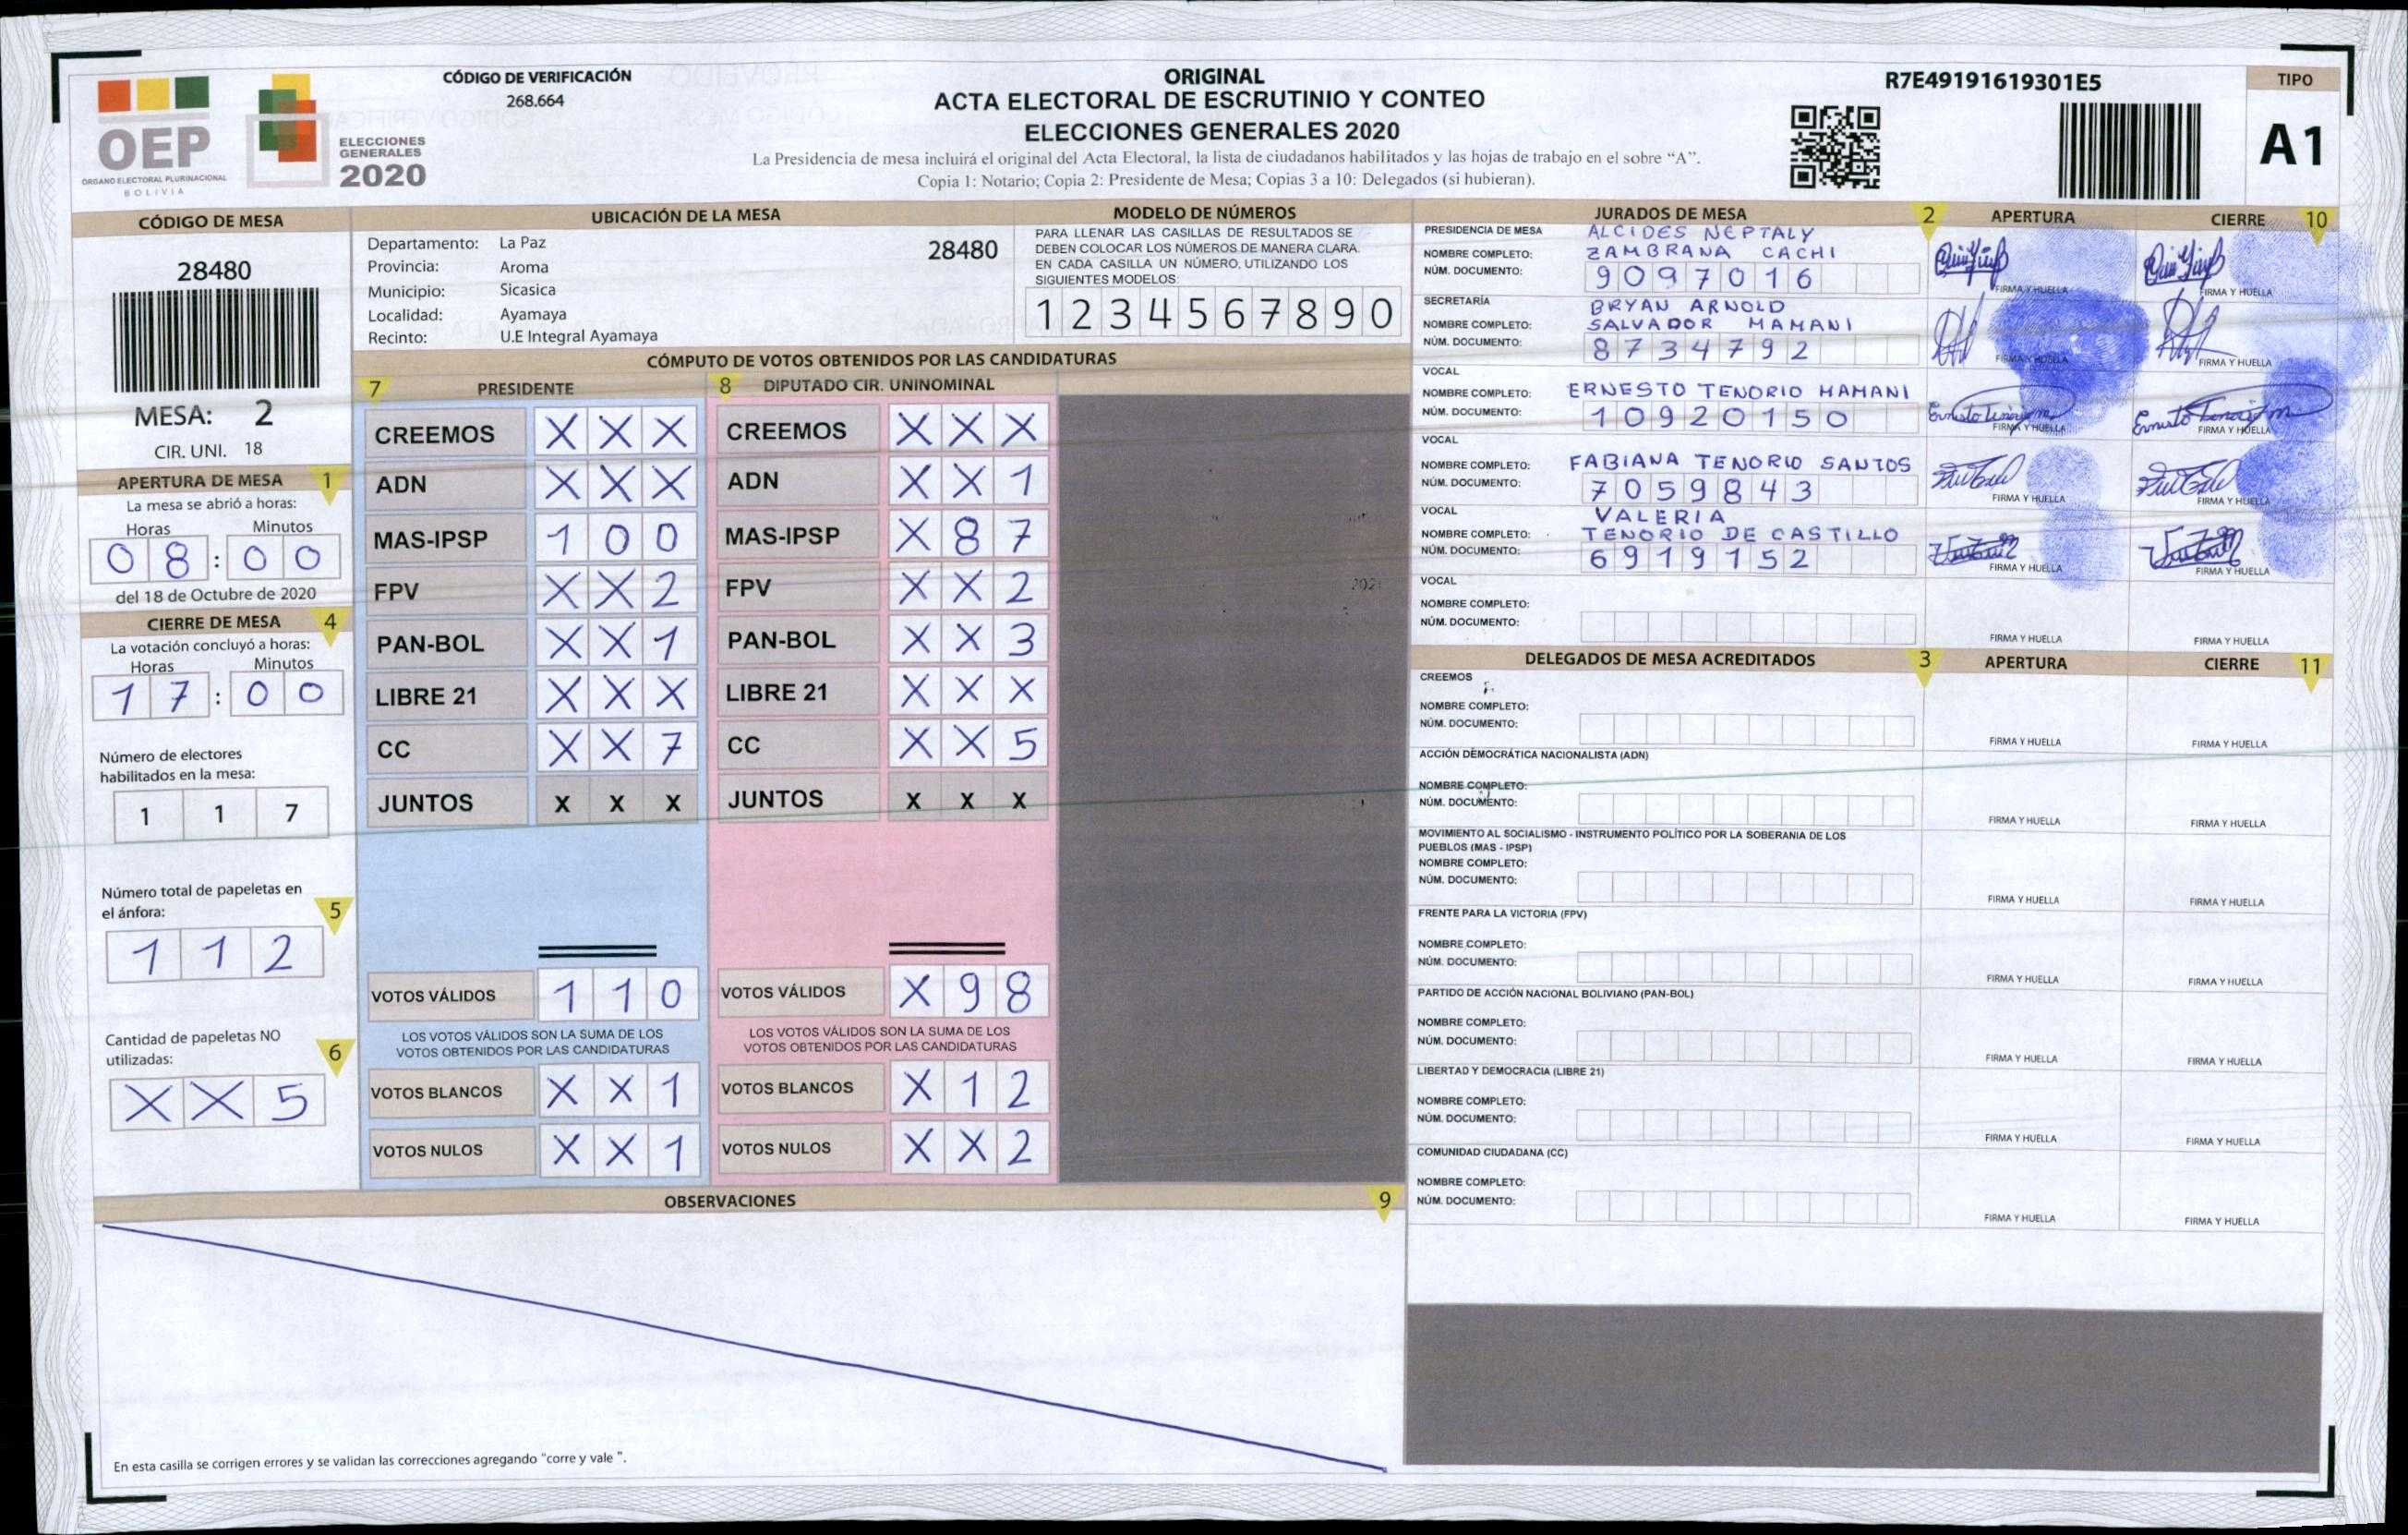 OEP
ÓRGANO ELECTORAL PLURINACIONAL
BOLIVIA
ELECCIONES
GENERALES
2020
CÓDIGO DE VERIFICACIÓN
268.664
ORIGINAL
ACTA ELECTORAL DE ESCRUTINIO Y CONTEO
ELECCIONES GENERALES 2020
La Presidencia de mesa incluirá el original del Acta Electoral, la lista de ciudadanos habilitados y las hojas de trabajo en el sobre “A”.
Copia 1: Notario; Copia 2: Presidente de Mesa; Copias 3 a 10: Delegados (si hubieran).
R7E49191619301E5
TIPO
A1
CÓDIGO DE MESA
28480
MESA: 2
CIR. UNI. 18
APERTURA DE MESA 1
La mesa se abrió a horas:
Horas Minutos
08:00
del 18 de Octubre de 2020
CIERRE DE MESA 4
La votación concluyó a horas:
Horas Minutos
17:00
Número de electores
habilitados en la mesa:
1 1 7
Número total de papeletas en
el ánfora: 5
1 1 2
Cantidad de papeletas NO
utilizadas: 6
X X 5
UBICACIÓN DE LA MESA
Departamento: La Paz 28480
Provincia: Aroma
Municipio: Sicasica
Localidad: Ayamaya
Recinto: U.E Integral Ayamaya
MODELO DE NÚMEROS
PARA LLENAR LAS CASILLAS DE RESULTADOS SE
DEBEN COLOCAR LOS NÚMEROS DE MANERA CLARA.
EN CADA CASILLA UN NÚMERO, UTILIZANDO LOS
SIGUIENTES MODELOS:
1 2 3 4 5 6 7 8 9 0
CÓMPUTO DE VOTOS OBTENIDOS POR LAS CANDIDATURAS
7 PRESIDENTE 8 DIPUTADO CIR. UNINOMINAL
CREEMOS X X X CREEMOS X X X
ADN X X X ADN X X 1
MAS-IPSP 1 0 0 MAS-IPSP X 8 7
FPV X X 2 FPV X X 2
PAN-BOL X X 1 PAN-BOL X X 3
LIBRE 21 X X X LIBRE 21 X X X
CC X X 7 CC X X 5
JUNTOS X X X JUNTOS X X X
VOTOS VÁLIDOS 1 1 0 VOTOS VÁLIDOS X 9 8
LOS VOTOS VÁLIDOS SON LA SUMA DE LOS LOS VOTOS VÁLIDOS SON LA SUMA DE LOS
VOTOS OBTENIDOS POR LAS CANDIDATURAS VOTOS OBTENIDOS POR LAS CANDIDATURAS
VOTOS BLANCOS X X 1 VOTOS BLANCOS X 1 2
VOTOS NULOS X X 1 VOTOS NULOS X X 2
OBSERVACIONES 9
En esta casilla se corrigen errores y se validan las correcciones agregando “corre y vale ”.
JURADOS DE MESA 2 APERTURA CIERRE 10
PRESIDENCIA DE MESA ALCIDES NEPTALY
NOMBRE COMPLETO: ZAMBRANA CACHI
NÚM. DOCUMENTO: 9097016
FIRMA Y HUELLA FIRMA Y HUELLA
SECRETARÍA BRYAN ARNOLD
NOMBRE COMPLETO: SALVADOR MAMANI
NÚM. DOCUMENTO: 8734792
FIRMA Y HUELLA FIRMA Y HUELLA
VOCAL
NOMBRE COMPLETO: ERNESTO TENORIO MAMANI
NÚM. DOCUMENTO: 10920150
FIRMA Y HUELLA FIRMA Y HUELLA
VOCAL
NOMBRE COMPLETO: FABIANA TENORIO SANTOS
NÚM. DOCUMENTO: 7059843
FIRMA Y HUELLA FIRMA Y HUELLA
VOCAL VALERIA
NOMBRE COMPLETO: TENORIO DE CASTILLO
NÚM. DOCUMENTO: 6919152
FIRMA Y HUELLA FIRMA Y HUELLA
VOCAL
NOMBRE COMPLETO:
NÚM. DOCUMENTO:
FIRMA Y HUELLA FIRMA Y HUELLA
DELEGADOS DE MESA ACREDITADOS 3 APERTURA CIERRE 11
CREEMOS
NOMBRE COMPLETO:
NÚM. DOCUMENTO:
FIRMA Y HUELLA FIRMA Y HUELLA
ACCIÓN DEMOCRÁTICA NACIONALISTA (ADN)
NOMBRE COMPLETO:
NÚM. DOCUMENTO:
FIRMA Y HUELLA FIRMA Y HUELLA
MOVIMIENTO AL SOCIALISMO - INSTRUMENTO POLÍTICO POR LA SOBERANIA DE LOS
PUEBLOS (MAS - IPSP)
NOMBRE COMPLETO:
NÚM. DOCUMENTO:
FIRMA Y HUELLA FIRMA Y HUELLA
FRENTE PARA LA VICTORIA (FPV)
NOMBRE COMPLETO:
NÚM. DOCUMENTO:
FIRMA Y HUELLA FIRMA Y HUELLA
PARTIDO DE ACCIÓN NACIONAL BOLIVIANO (PAN-BOL)
NOMBRE COMPLETO:
NÚM. DOCUMENTO:
FIRMA Y HUELLA FIRMA Y HUELLA
LIBERTAD Y DEMOCRACIA (LIBRE 21)
NOMBRE COMPLETO:
NÚM. DOCUMENTO:
FIRMA Y HUELLA FIRMA Y HUELLA
COMUNIDAD CIUDADANA (CC)
NOMBRE COMPLETO:
NÚM. DOCUMENTO:
FIRMA Y HUELLA FIRMA Y HUELLA